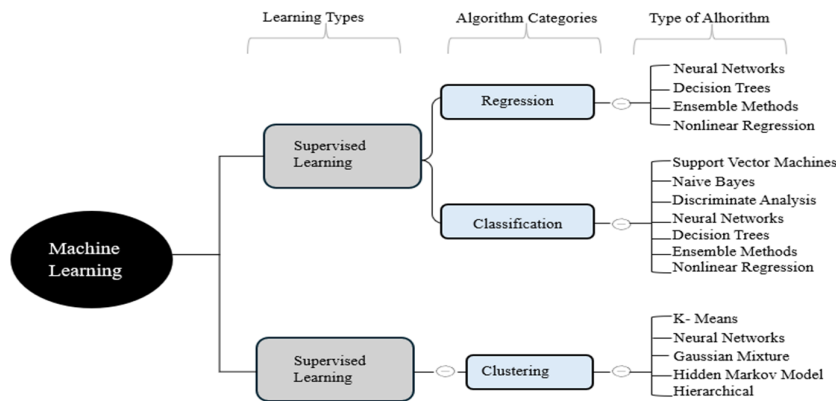 Learning Types
Algorithm Categories
Type of Alhorithm
Machine
Learning
Supervised
Learning
Regression
Neural Networks
Decision Trees
Ensemble Methods
Nonlinear Regression
Classification
Support Vector Machines
Naive Bayes
Discriminate Analysis
Neural Networks
Decision Trees
Ensemble Methods
Nonlinear Regression
Supervised
Learning
Clustering
K- Means
Neural Networks
Gaussian Mixture
Hidden Markov Model
Hierarchical